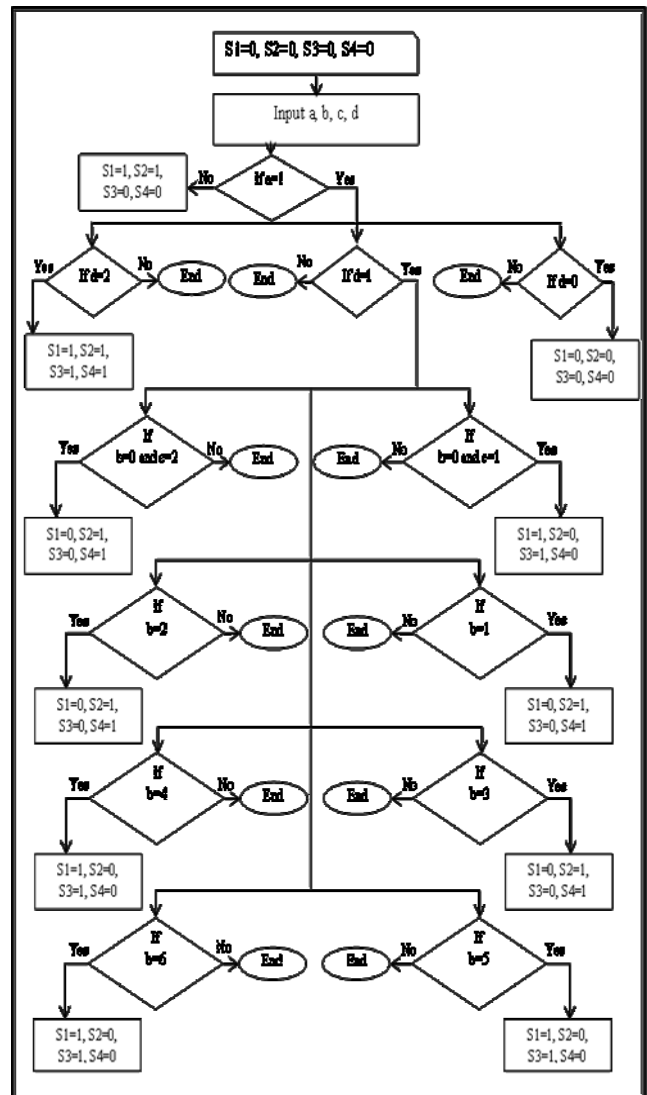 S1=0, S2=0, S3=0, S4=0
Input a, b, c, d
S1=1, S2=1,
S3=0, S4=0
No
If a=1
Yes
Yes
If d=2
No
End
End
No
If d=1
Yes
End
No
If d=0
Yes
S1=1, S2=1,
S3=1, S4=1
S1=0, S2=0,
S3=0, S4=0
Yes
If
b=0 and c=2
No
End
End
No
If
b=0 and c=1
Yes
S1=0, S2=1,
S3=0, S4=1
S1=1, S2=0,
S3=1, S4=0
Yes
If
b=2
No
End
End
No
If
b=1
Yes
S1=0, S2=1,
S3=0, S4=1
S1=0, S2=1,
S3=0, S4=1
Yes
If
b=4
No
End
End
No
If
b=3
Yes
S1=1, S2=0,
S3=1, S4=0
S1=0, S2=1,
S3=0, S4=1
Yes
If
b=6
No
End
End
No
If
b=5
Yes
S1=1, S2=0,
S3=1, S4=0
S1=1, S2=0,
S3=1, S4=0